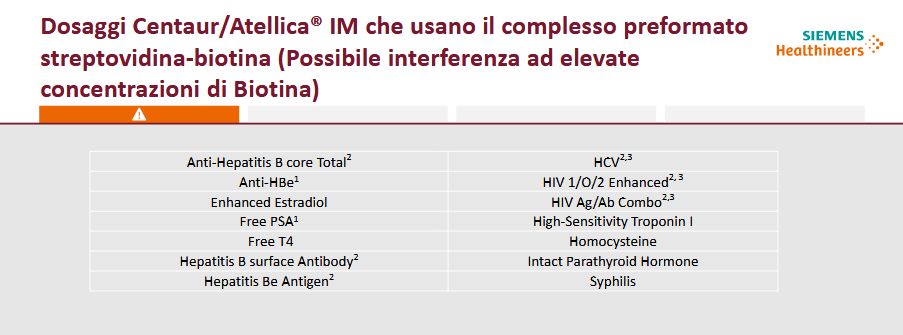 Dosaggi Centaur/Atellica® IM che usano il complesso preformato
streptovidina-biotina (Possibile interferenza ad elevate
concentrazioni di Biotina)
SIEMENS
Healthineers
Anti-Hepatitis B core Total²
HCV²,³
Anti-HBe¹
HIV 1/O/2 Enhanced²,³
Enhanced Estradiol
HIV Ag/Ab Combo²,³
Free PSA¹
High-Sensitivity Troponin I
Free T4
Homocysteine
Hepatitis B surface Antibody²
Intact Parathyroid Hormone
Hepatitis Be Antigen²
Syphilis